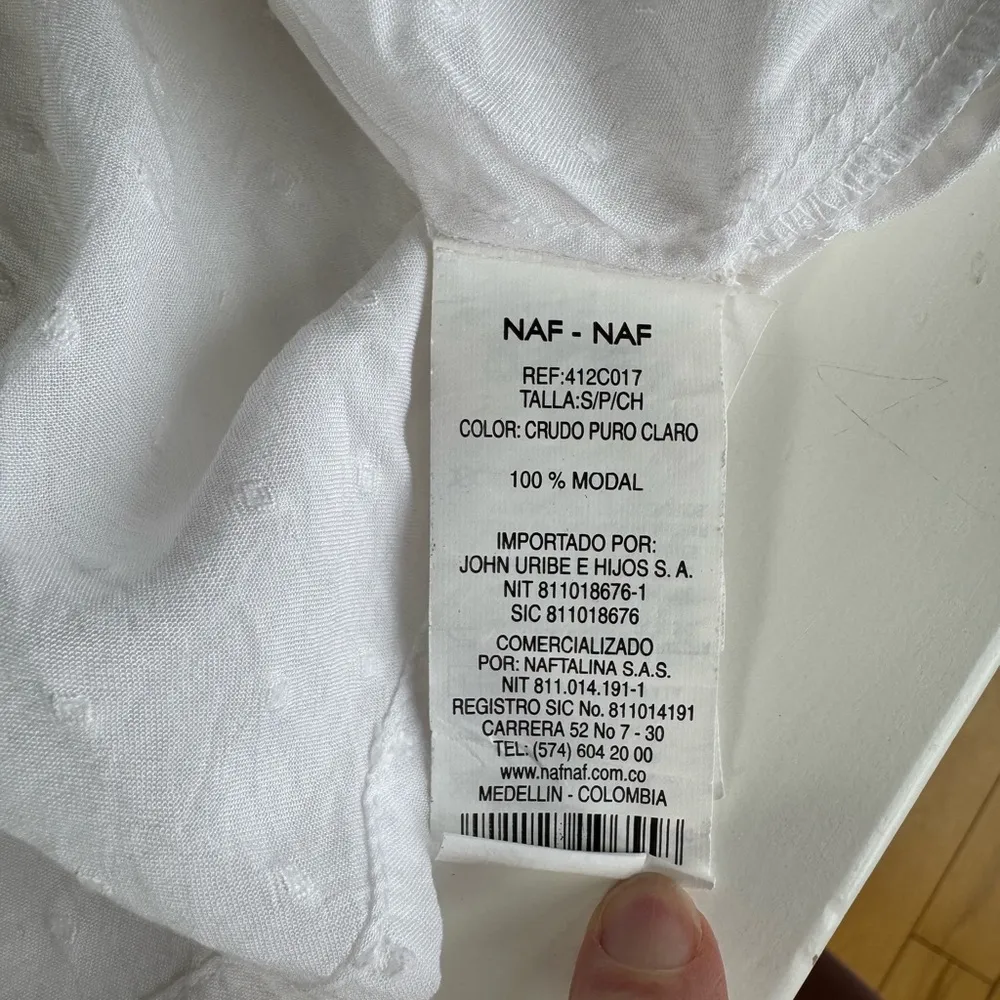 NAF - NAF
REF:412C017
TALLA:S/P/CH
COLOR: CRUDO PURO CLARO
100 % MODAL
IMPORTADO POR:
JOHN URIBE E HIJOS S. A.
NIT 811018676-1
SIC 811018676
COMERCIALIZADO
POR: NAFTALINA S.A.S.
NIT 811.014.191-1
REGISTRO SIC No. 811014191
CARRERA 52 No 7 - 30
TEL: (574) 604 20 00
www.nafnaf.com.co
MEDELLIN - COLOMBIA